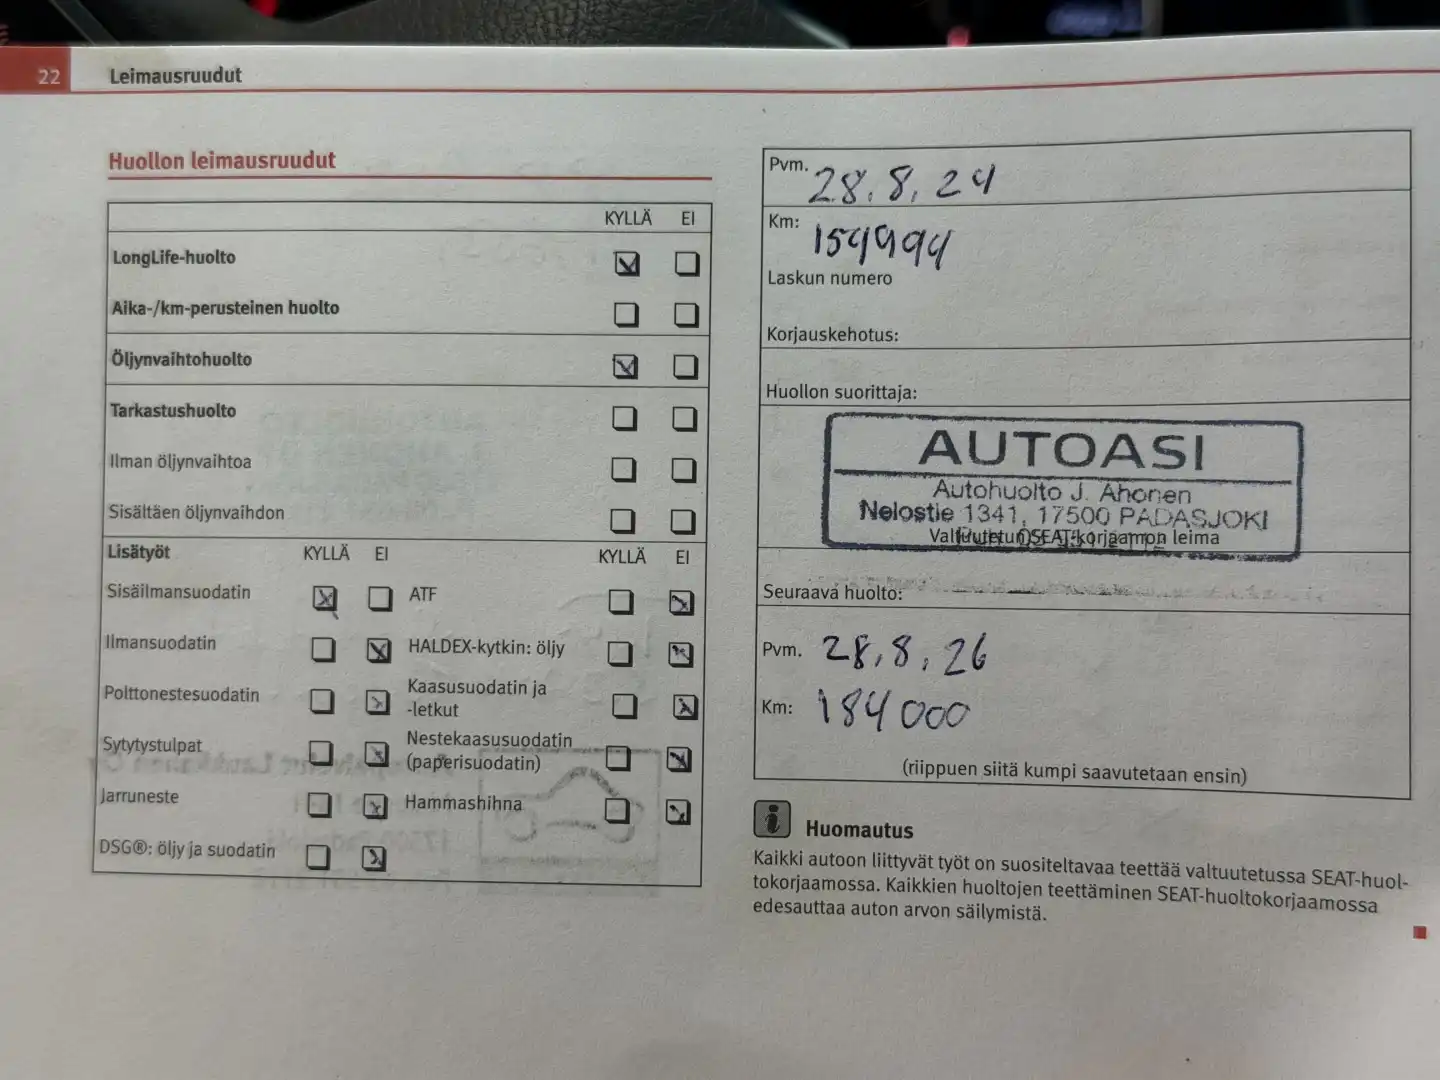 22 Leimausruudut
Huollon leimausruudut
KYLLÄ EI
LongLife-huolto
Aika-/km-perusteinen huolto
Öljynvaihtohuolto
Tarkastushuolto
Ilman öljynvaihtoa
Sisältäen öljynvaihdon
Lisätyöt KYLLÄ EI KYLLÄ EI
Sisäilmansuodatin ATF
Ilmansuodatin HALDEX-kytkin: öljy
Polttonestesuodatin Kaasusuodatin ja
-letkut
Sytytystulpat Nestekaasusuodatin
(paperisuodatin)
Jarruneste Hammashihna
DSG®: öljy ja suodatin
Pvm. 28.8.24
Km: 154994
Laskun numero
Korjauskehotus:
Huollon suorittaja:
AUTOASI
Autohuolto J. Ahonen
Nelostie 1341, 17500 PADASJOKI
Valtuutetun SEAT-korjaamon leima
Seuraava huolto:
Pvm. 28.8.26
Km: 184000
(riippuen siitä kumpi saavutetaan ensin)
Huomautus
Kaikki autoon liittyvät työt on suositeltavaa teettää valtuutetussa SEAT-huol-
tokorjaamossa. Kaikkien huoltojen teettäminen SEAT-huoltokorjaamossa
edesauttaa auton arvon säilymistä.